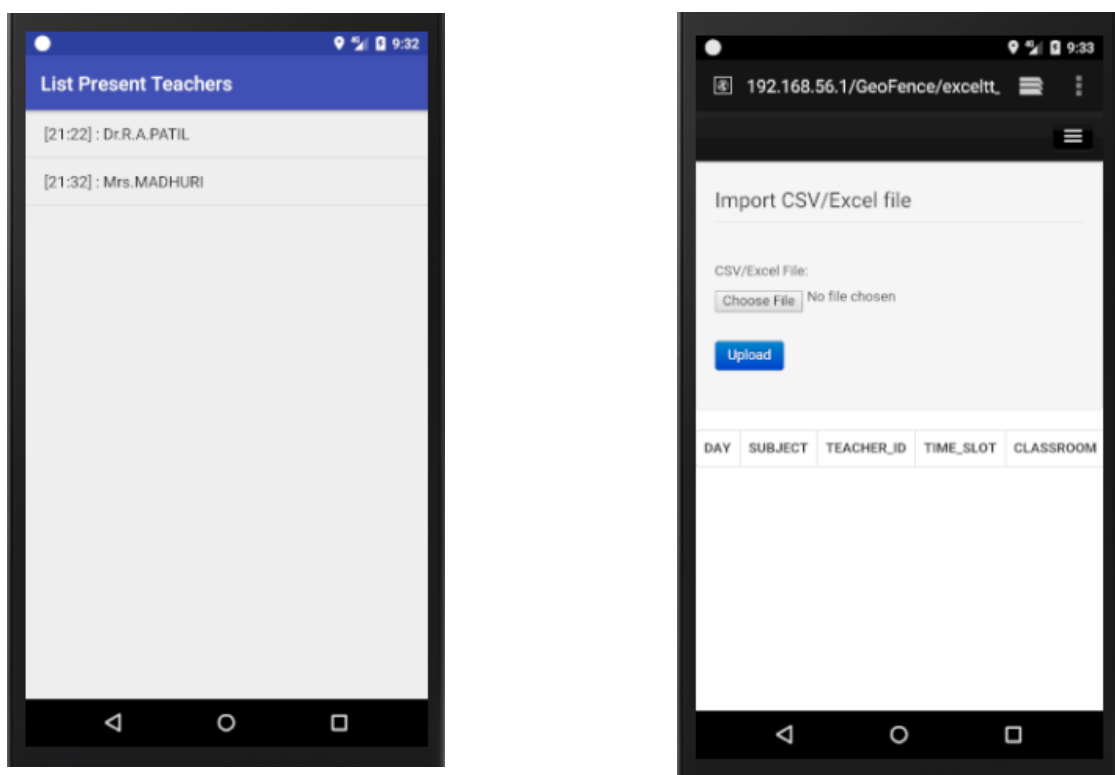 9:32
List Present Teachers
[21:22] : Dr.R.A.PATIL
[21:32] : Mrs.MADHURI
9:33
192.168.56.1/GeoFence/exceltt_
Import CSV/Excel file
CSV/Excel File:
Choose File No file chosen
Upload
DAY SUBJECT TEACHER_ID TIME_SLOT CLASSROOM